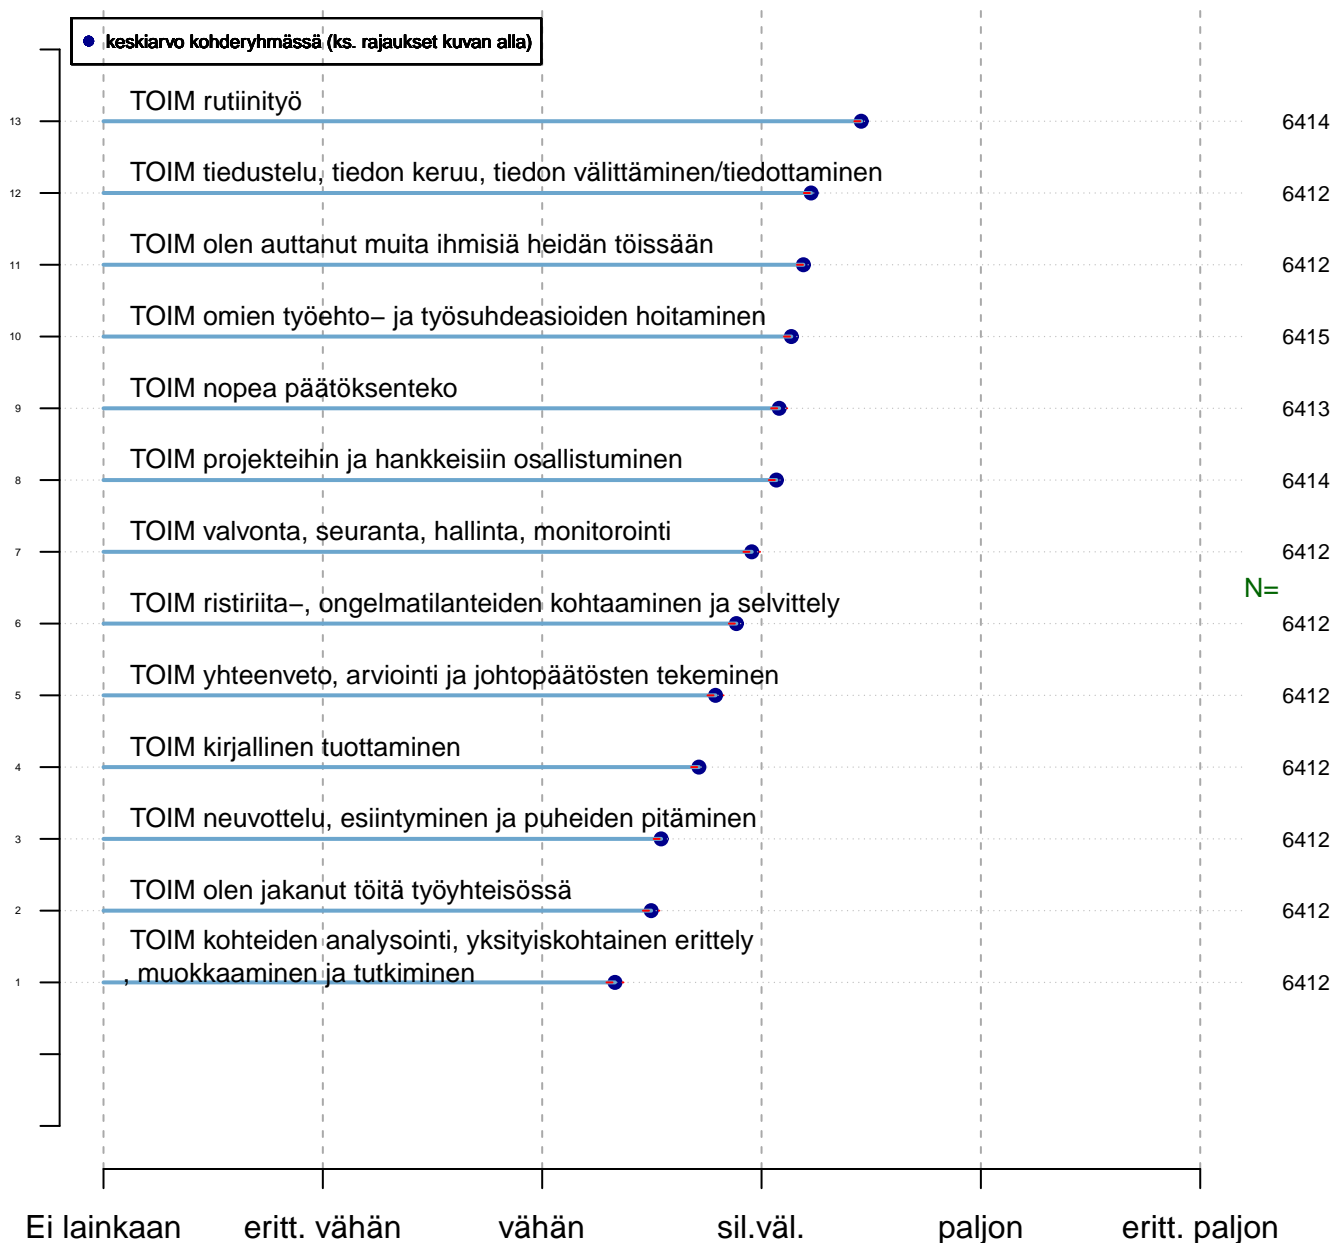 keskiarvo kohderyhmässä (ks. rajaukset kuvan alla)
TOIM rutiinityö
13
6414
TOIM tiedustelu, tiedon keruu, tiedon välittäminen/tiedottaminen
12
6412
TOIM olen auttanut muita ihmisiä heidän töissään
11
6412
TOIM omien työehto− ja työsuhdeasioiden hoitaminen
10
6415
TOIM nopea päätöksenteko
9
6413
TOIM projekteihin ja hankkeisiin osallistuminen
8
6414
TOIM valvonta, seuranta, hallinta, monitorointi
7
6412
N=
TOIM ristiriita−, ongelmatilanteiden kohtaaminen ja selvittely
6
6412
TOIM yhteenveto, arviointi ja johtopäätösten tekeminen
5
6412
TOIM kirjallinen tuottaminen
4
6412
TOIM neuvottelu, esiintyminen ja puheiden pitäminen
3
6412
TOIM olen jakanut töitä työyhteisössä
2
6412
TOIM kohteiden analysointi, yksityiskohtainen erittely
, muokkaaminen ja tutkiminen
1
6412
Ei lainkaan eritt. vähän vähän sil.väl. paljon eritt. paljon